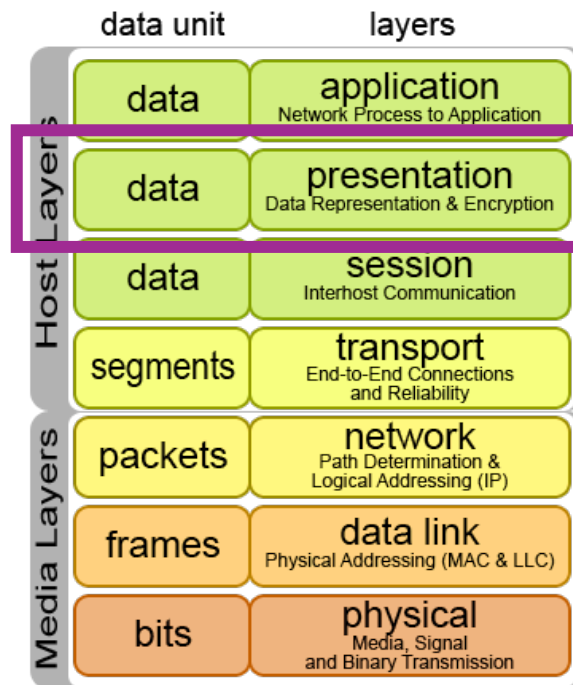 data unit layers
Host Layers
data application
Network Process to Application
data presentation
Data Representation & Encryption
data session
Interhost Communication
segments transport
End-to-End Connections
and Reliability
Media Layers
packets network
Path Determination &
Logical Addressing (IP)
frames data link
Physical Addressing (MAC & LLC)
bits physical
Media, Signal
and Binary Transmission